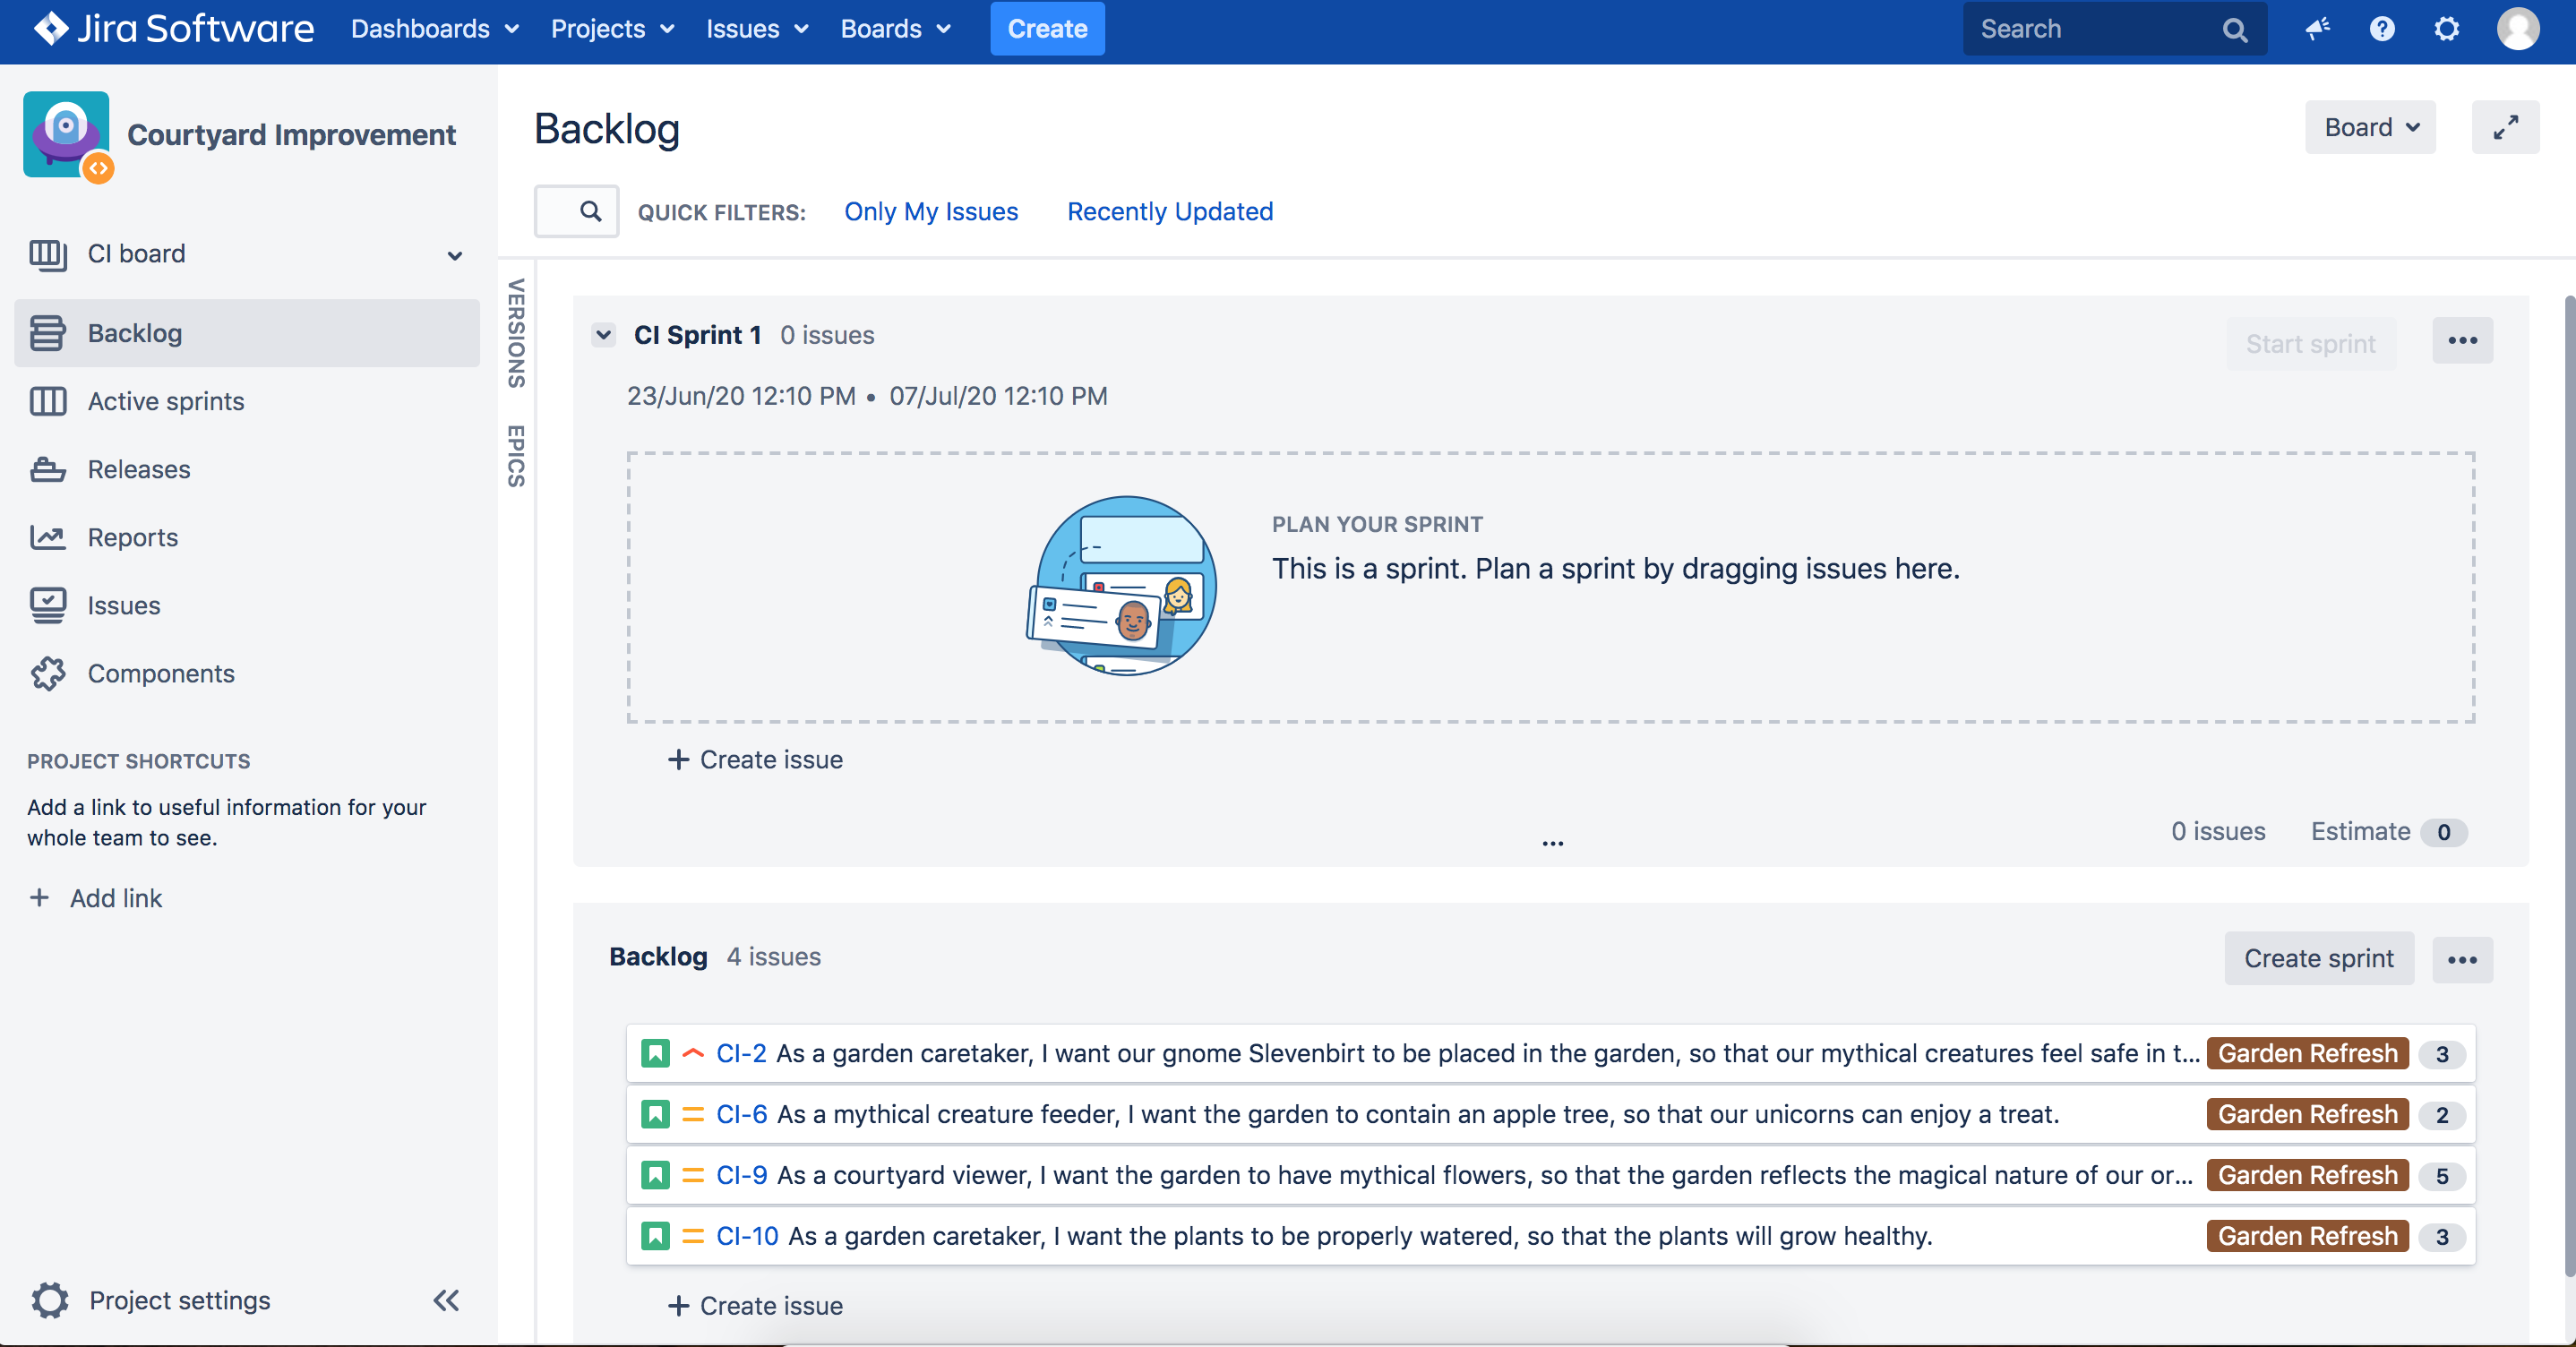 Jira Software Dashboards Projects Issues Boards Create Search
Courtyard Improvement
CI board
Backlog
Active sprints
Releases
Reports
Issues
Components
PROJECT SHORTCUTS
Add a link to useful information for your
whole team to see.
+ Add link
Project settings
Backlog
Board
QUICK FILTERS: Only My Issues Recently Updated
VERSIONS
EPICS
CI Sprint 1 0 issues
Start sprint •••
23/Jun/20 12:10 PM • 07/Jul/20 12:10 PM
PLAN YOUR SPRINT
This is a sprint. Plan a sprint by dragging issues here.
+ Create issue
...
0 issues Estimate 0
Backlog 4 issues
Create sprint •••
CI-2 As a garden caretaker, I want our gnome Slevenbirt to be placed in the garden, so that our mythical creatures feel safe in t... Garden Refresh 3
CI-6 As a mythical creature feeder, I want the garden to contain an apple tree, so that our unicorns can enjoy a treat. Garden Refresh 2
CI-9 As a courtyard viewer, I want the garden to have mythical flowers, so that the garden reflects the magical nature of our or... Garden Refresh 5
CI-10 As a garden caretaker, I want the plants to be properly watered, so that the plants will grow healthy. Garden Refresh 3
+ Create issue